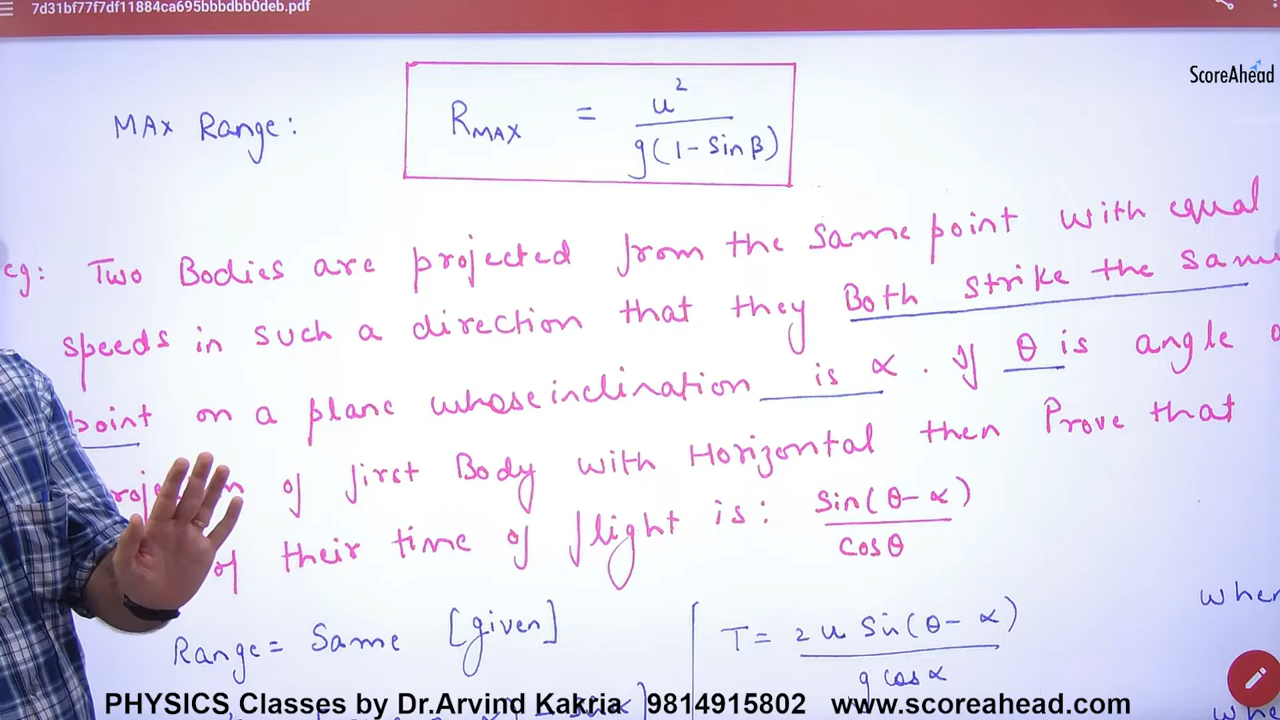 7d31bf77f7df11884ca695bbbdbb0deb.pdf
ScoreAhead
MAX Range: R_MAX = u² / g(1 - Sin β)
eg: Two Bodies are projected from the same point with equal
speeds in such a direction that they Both strike the same
point on a plane whose inclination is α. If θ is angle
of first Body with Horizontal then Prove that
of their time of flight is: Sin(θ-α) / cosθ
Range = Same [given]
T = 2u Sin(θ-α) / g cosα
PHYSICS Classes by Dr.Arvind Kakria 9814915802 www.scoreahead.com